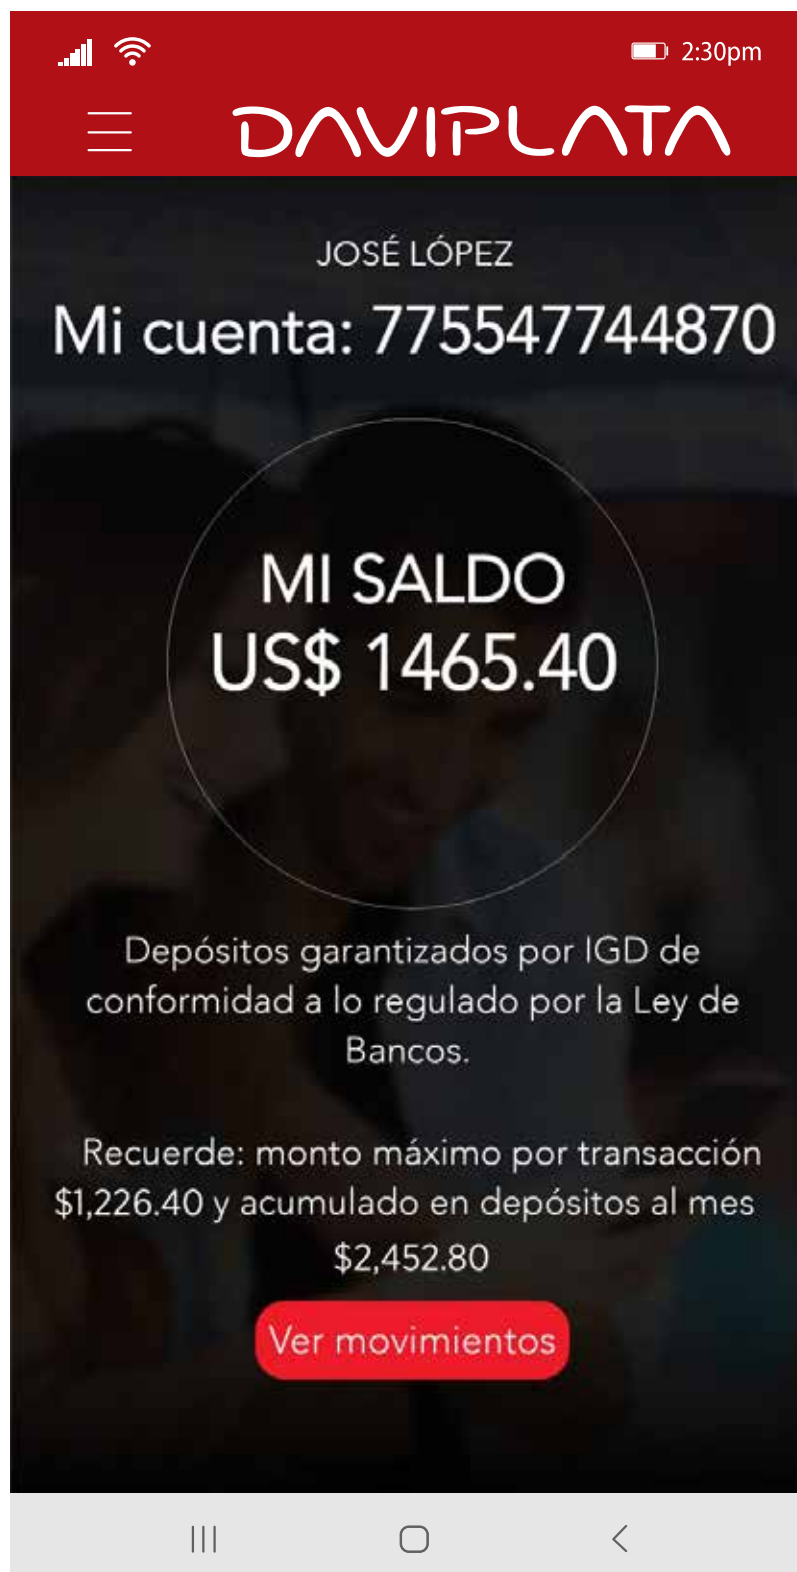 2:30pm
DAVIPLATA
JOSÉ LÓPEZ
Mi cuenta: 775547744870
MI SALDO
US$ 1465.40
Depósitos garantizados por IGD de
conformidad a lo regulado por la Ley de
Bancos.
Recuerde: monto máximo por transacción
$1,226.40 y acumulado en depósitos al mes
$2,452.80
Ver movimientos